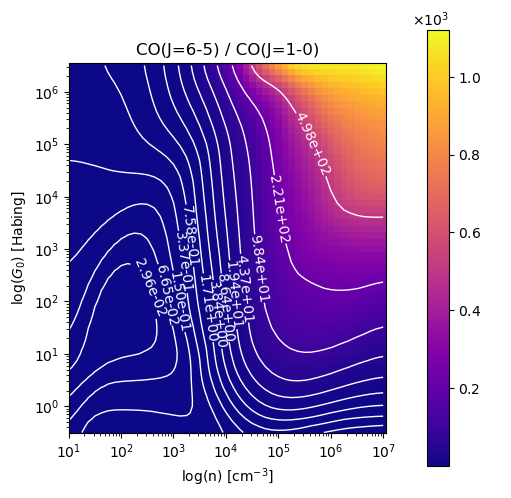 ×10³
CO(J=6-5) / CO(J=1-0)
10⁶
10⁵
10⁴
10³
10²
10¹
10⁰
log(G₀) [Habing]
4.98e+02
2.21e+02
9.84e+01
4.37e+01
1.94e+01
8.64e+00
3.84e+00
1.71e+00
7.58e-01
3.37e-01
1.50e-01
6.65e-02
2.96e-02
10¹ 10² 10³ 10⁴ 10⁵ 10⁶ 10⁷
log(n) [cm⁻³]
1.0
0.8
0.6
0.4
0.2